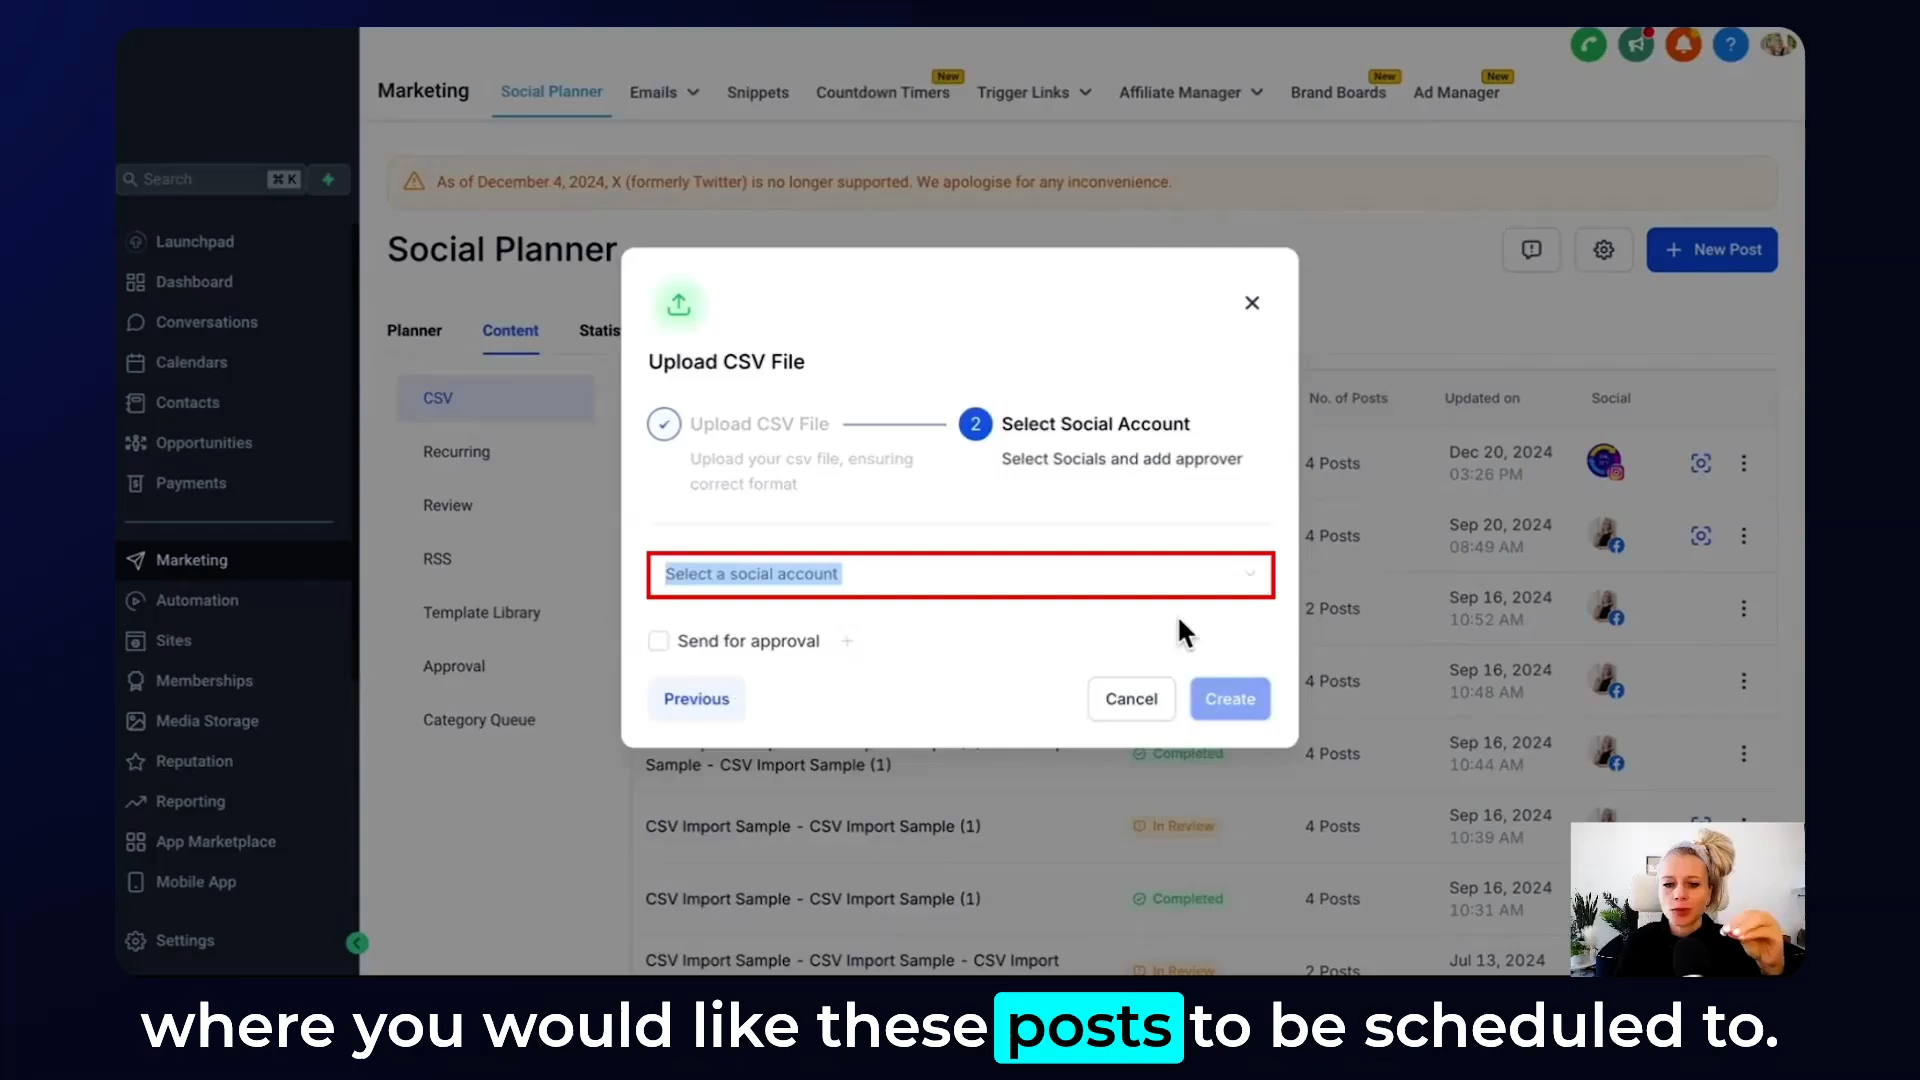 Marketing
Social Planner
Emails
Snippets
Countdown Timers
New
Trigger Links
Affiliate Manager
Brand Boards
New
Ad Manager
New
?
Search
⌘ K
As of December 4, 2024, X (formerly Twitter) is no longer supported. We apologise for any inconvenience.
Launchpad
Dashboard
Conversations
Calendars
Contacts
Opportunities
Payments
Marketing
Automation
Sites
Memberships
Media Storage
Reputation
Reporting
App Marketplace
Mobile App
Settings
Social Planner
+ New Post
Planner
Content
Statis
CSV
Recurring
Review
RSS
Template Library
Approval
Category Queue
Upload CSV File
Upload CSV File
Upload your csv file, ensuring
correct format
2
Select Social Account
Select Socials and add approver
Select a social account
Send for approval +
Previous
Cancel
Create
No. of Posts
Updated on
Social
4 Posts
Dec 20, 2024
03:26 PM
4 Posts
Sep 20, 2024
08:49 AM
2 Posts
Sep 16, 2024
10:52 AM
4 Posts
Sep 16, 2024
10:48 AM
Sample - CSV Import Sample (1)
Completed
4 Posts
Sep 16, 2024
10:44 AM
CSV Import Sample - CSV Import Sample (1)
In Review
4 Posts
Sep 16, 2024
10:39 AM
CSV Import Sample - CSV Import Sample (1)
Completed
4 Posts
Sep 16, 2024
10:31 AM
CSV Import Sample - CSV Import Sample - CSV Import
In Review
2 Posts
Jul 13, 2024
where you would like these posts to be scheduled to.